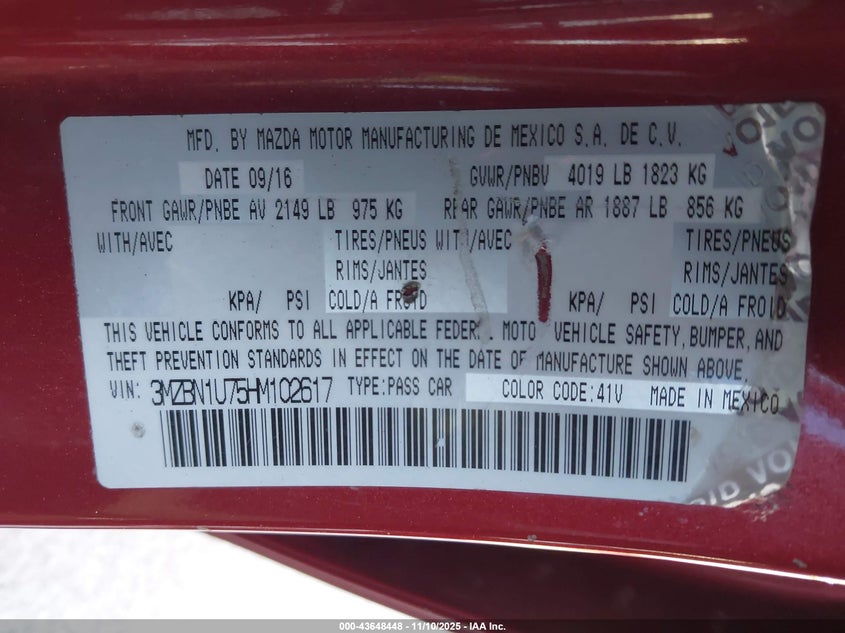 MFD. BY MAZDA MOTOR MANUFACTURING DE MEXICO S.A. DE C.V.
DATE 09/16 GVWR/PNBV 4019 LB 1823 KG
FRONT GAWR/PNBE AV 2149 LB 975 KG REAR GAWR/PNBE AR 1887 LB 856 KG
WITH/AVEC TIRES/PNEUS WITH/AVEC TIRES/PNEUS
RIMS/JANTES RIMS/JANTES
KPA/ PSI COLD/A FROID KPA/ PSI COLD/A FROID
THIS VEHICLE CONFORMS TO ALL APPLICABLE FEDER. MOTO VEHICLE SAFETY, BUMPER, AND
THEFT PREVENTION STANDARDS IN EFFECT ON THE DATE OF MANUFACTURE SHOWN ABOVE.
VIN: 3MZBN1U75HM102617 TYPE:PASS CAR COLOR CODE:41V MADE IN MEXICO
VOID
000-43648448 - 11/10/2025 - IAA Inc.